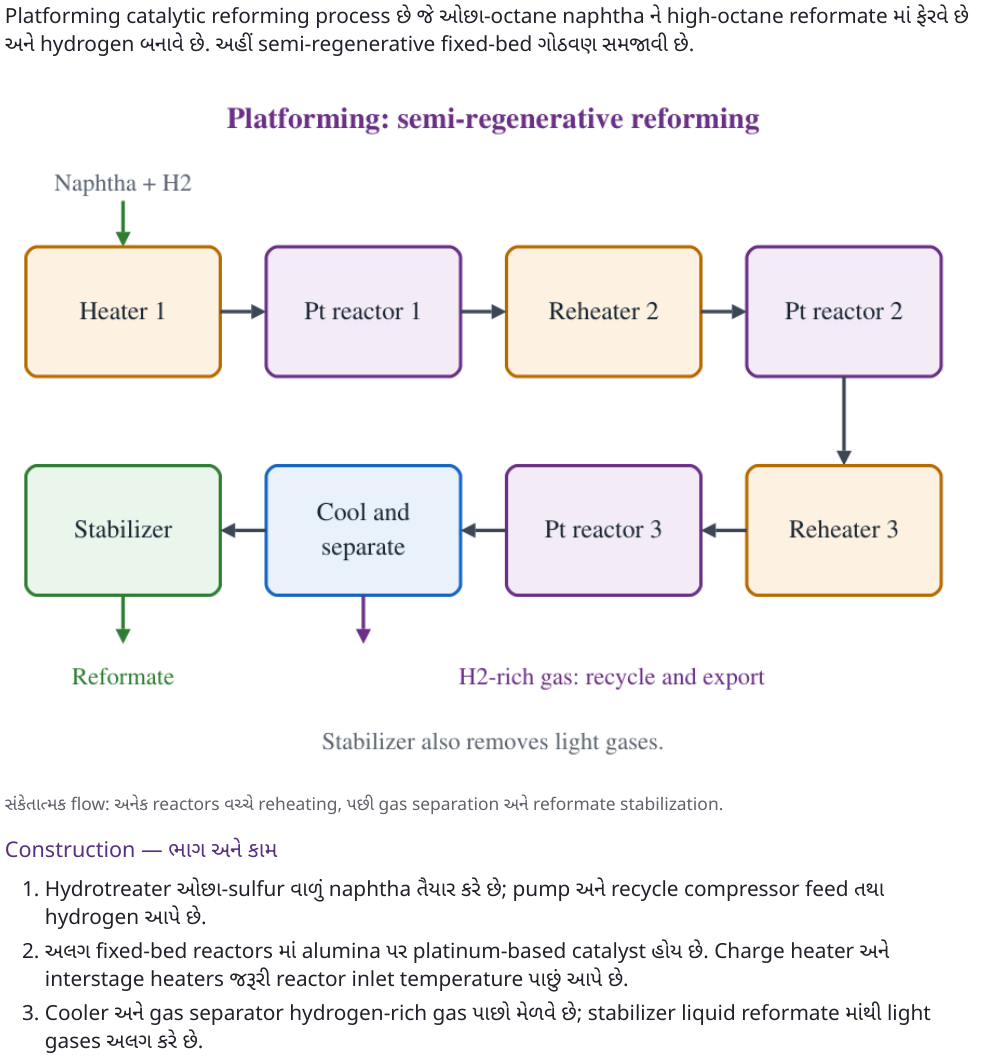 Platforming catalytic reforming process છે જે ઓછા-octane naphtha ને high-octane reformate માં ફેરવે છે
અને hydrogen બનાવે છે. અહીં semi-regenerative fixed-bed ગોઠવણ સમજાવી છે.
Platforming: semi-regenerative reforming
Naphtha + H2
Heater 1
Pt reactor 1
Reheater 2
Pt reactor 2
Stabilizer
Cool and
separate
Pt reactor 3
Reheater 3
Reformate
H2-rich gas: recycle and export
Stabilizer also removes light gases.
સંકેતાત્મક flow: અનેક reactors વચ્ચે reheating, પછી gas separation અને reformate stabilization.
Construction — ભાગ અને કામ
1. Hydrotreater ઓછા-sulfur વાળું naphtha તૈયાર કરે છે; pump અને recycle compressor feed તથા
hydrogen આપે છે.
2. અલગ fixed-bed reactors માં alumina પર platinum-based catalyst હોય છે. Charge heater અને
interstage heaters જરૂરી reactor inlet temperature પાછું આપે છે.
3. Cooler અને gas separator hydrogen-rich gas પાછો મેળવે છે; stabilizer liquid reformate માંથી light
gases અલગ કરે છે.